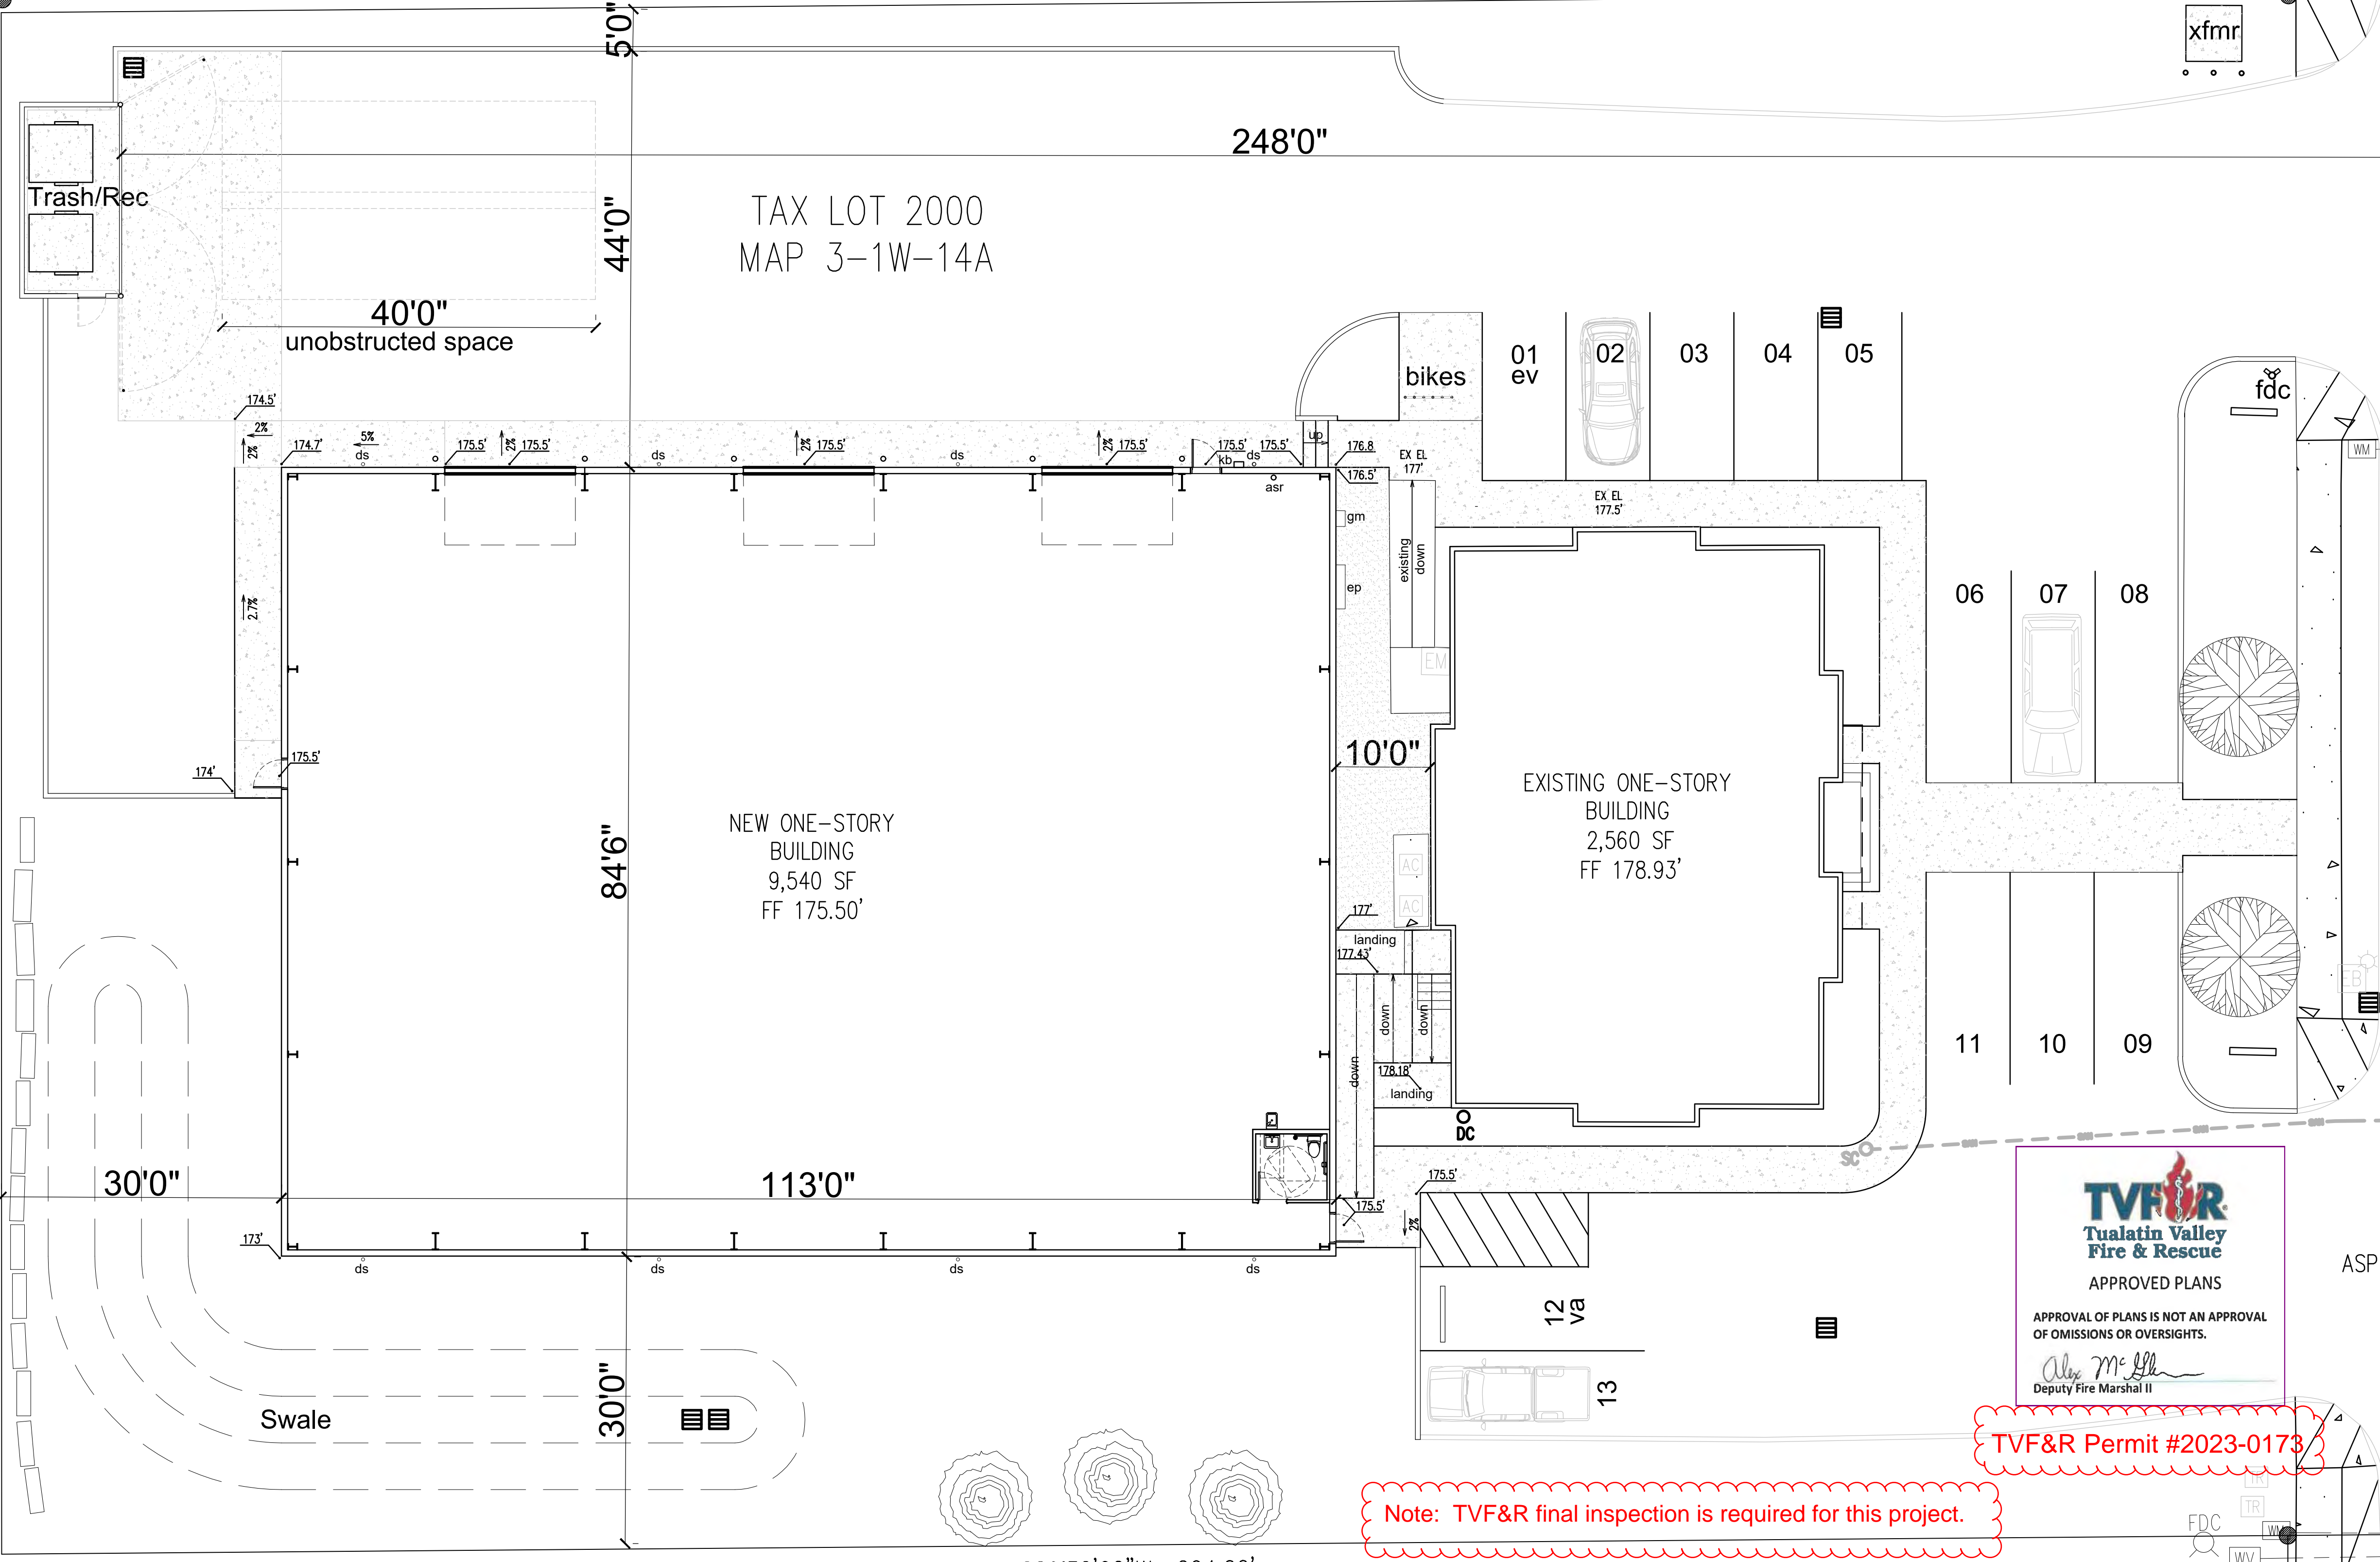 5'0"
xfmr
248'0"
Trash/Rec
TAX LOT 2000
MAP 3-1W-14A
44'0"
40'0"
unobstructed space
01
ev
02
03
04
05
bikes
fdc
WM
174.5'
2%
2%
174.7'
5%
ds
175.5'
2%
175.5'
ds
2%
175.5'
ds
2%
175.5'
175.5'
kb
ds
175.5'
up
176.8
176.5'
asr
EX EL
177'
EX EL
177.5'
gm
ep
existing
down
EM
2.7%
06
07
08
10'0"
175.5'
174'
NEW ONE-STORY
BUILDING
9,540 SF
FF 175.50'
84'6"
EXISTING ONE-STORY
BUILDING
2,560 SF
FF 178.93'
AC
AC
177'
landing
177.43'
down
down
down
178.18'
landing
DC
SC
EB
11
10
09
30'0"
113'0"
175.5'
175.5'
2%
173'
ds
ds
ds
ds
12
va
13
Swale
30'0"
TVF&R
Tualatin Valley
Fire & Rescue
APPROVED PLANS
APPROVAL OF PLANS IS NOT AN APPROVAL
OF OMISSIONS OR OVERSIGHTS.
Deputy Fire Marshal II
ASP
TVF&R Permit #2023-0173
Note: TVF&R final inspection is required for this project.
TR
TR
FDC
WM
WV